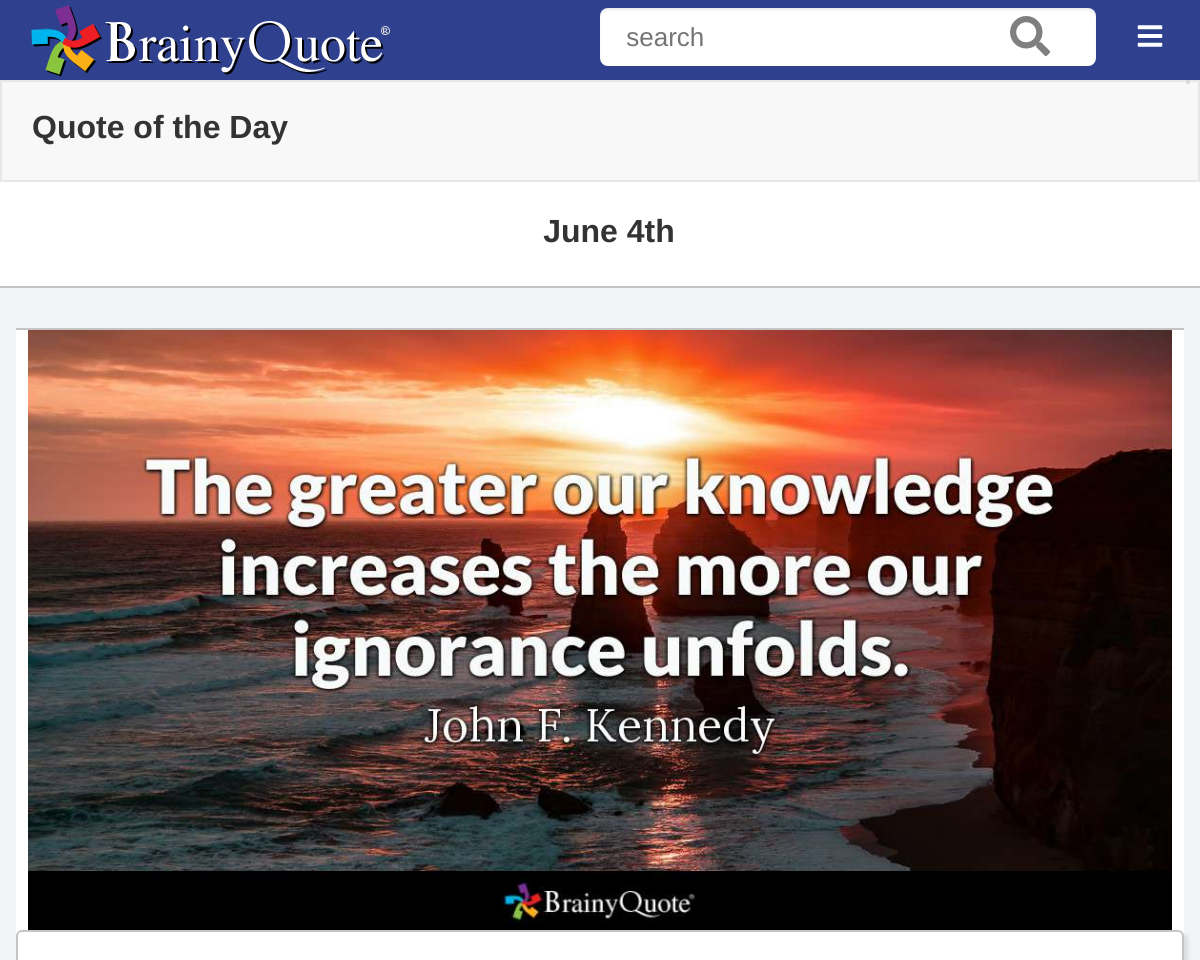 BrainyQuote®
search
Quote of the Day
June 4th
The greater our knowledge
increases the more our
ignorance unfolds.
John F. Kennedy
BrainyQuote®